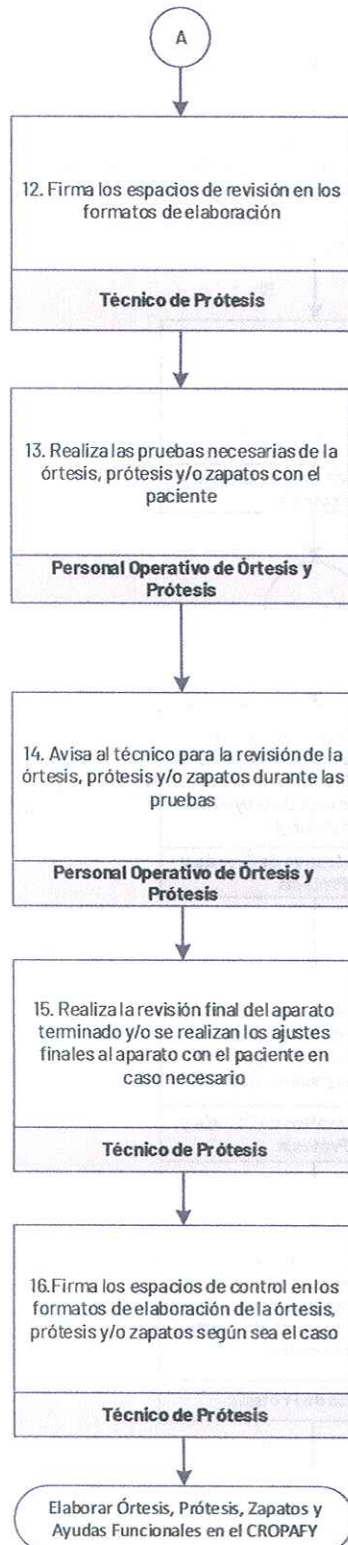 A
12. Firma los espacios de revisión en los
formatos de elaboración
Técnico de Prótesis
13. Realiza las pruebas necesarias de la
órtesis, prótesis y/o zapatos con el
paciente
Personal Operativo de Órtesis y
Prótesis
14. Avisa al técnico para la revisión de la
órtesis, prótesis y/o zapatos durante las
pruebas
Personal Operativo de Órtesis y
Prótesis
15. Realiza la revisión final del aparato
terminado y/o se realizan los ajustes
finales al aparato con el paciente en
caso necesario
Técnico de Prótesis
16.Firma los espacios de control en los
formatos de elaboración de la órtesis,
prótesis y/o zapatos según sea el caso
Técnico de Prótesis
Elaborar Órtesis, Prótesis, Zapatos y
Ayudas Funcionales en el CROPAFY